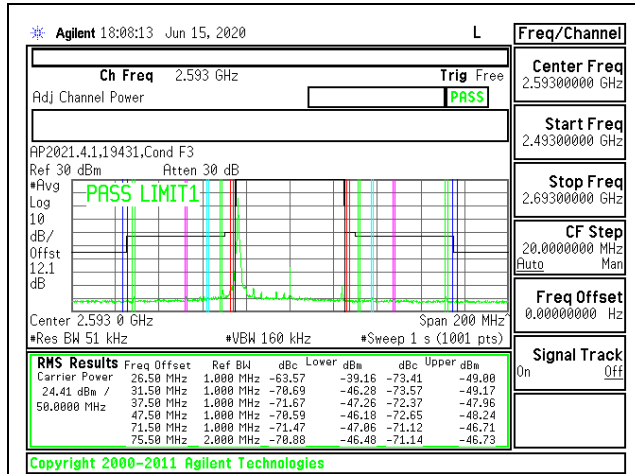 Agilent 18:08:13 Jun 15, 2020 L
Freq/Channel
Ch Freq 2.593 GHz Trig Free
Adj Channel Power PASS
Center Freq
2.59300000 GHz
Start Freq
2.49300000 GHz
Stop Freq
2.69300000 GHz
CF Step
20.0000000 MHz
Auto Man
Freq Offset
0.00000000 Hz
Signal Track
On Off
AP2021.4.1,19431,Cond F3
Ref 30 dBm Atten 30 dB
#Avg
Log
10
dB/
Offst
12.1
dB
PASS LIMIT1
Center 2.593 0 GHz Span 200 MHz^
#Res BW 51 kHz #VBW 160 kHz #Sweep 1 s (1001 pts)
RMS Results Freq Offset Ref BW dBc Lower dBm dBc Upper dBm
Carrier Power 26.50 MHz 1.000 MHz -63.57 -39.16 -73.41 -49.00
24.41 dBm / 31.50 MHz 1.000 MHz -70.69 -46.28 -73.57 -49.17
50.0000 MHz 37.50 MHz 1.000 MHz -71.67 -47.26 -72.37 -47.96
47.50 MHz 1.000 MHz -70.59 -46.18 -72.65 -48.24
71.50 MHz 1.000 MHz -71.47 -47.06 -71.12 -46.71
75.50 MHz 2.000 MHz -70.88 -46.48 -71.14 -46.73
Copyright 2000-2011 Agilent Technologies